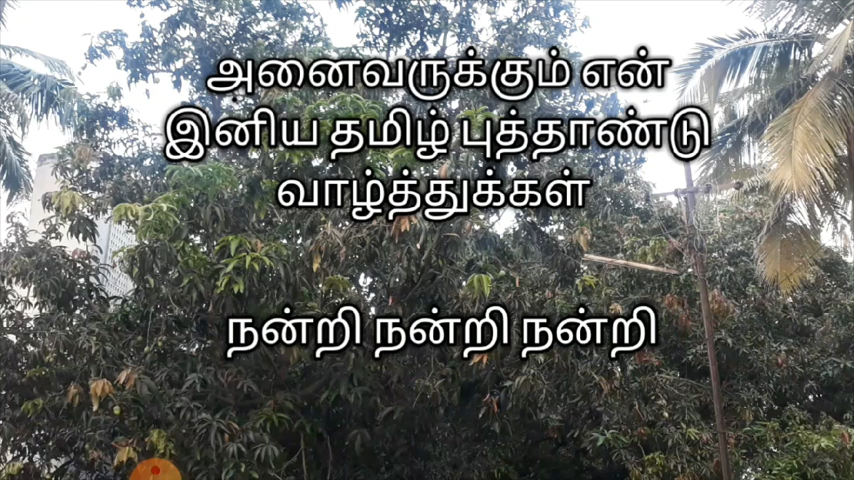 அனைவருக்கும் என்
இனிய தமிழ் புத்தாண்டு
வாழ்த்துக்கள்
நன்றி நன்றி நன்றி